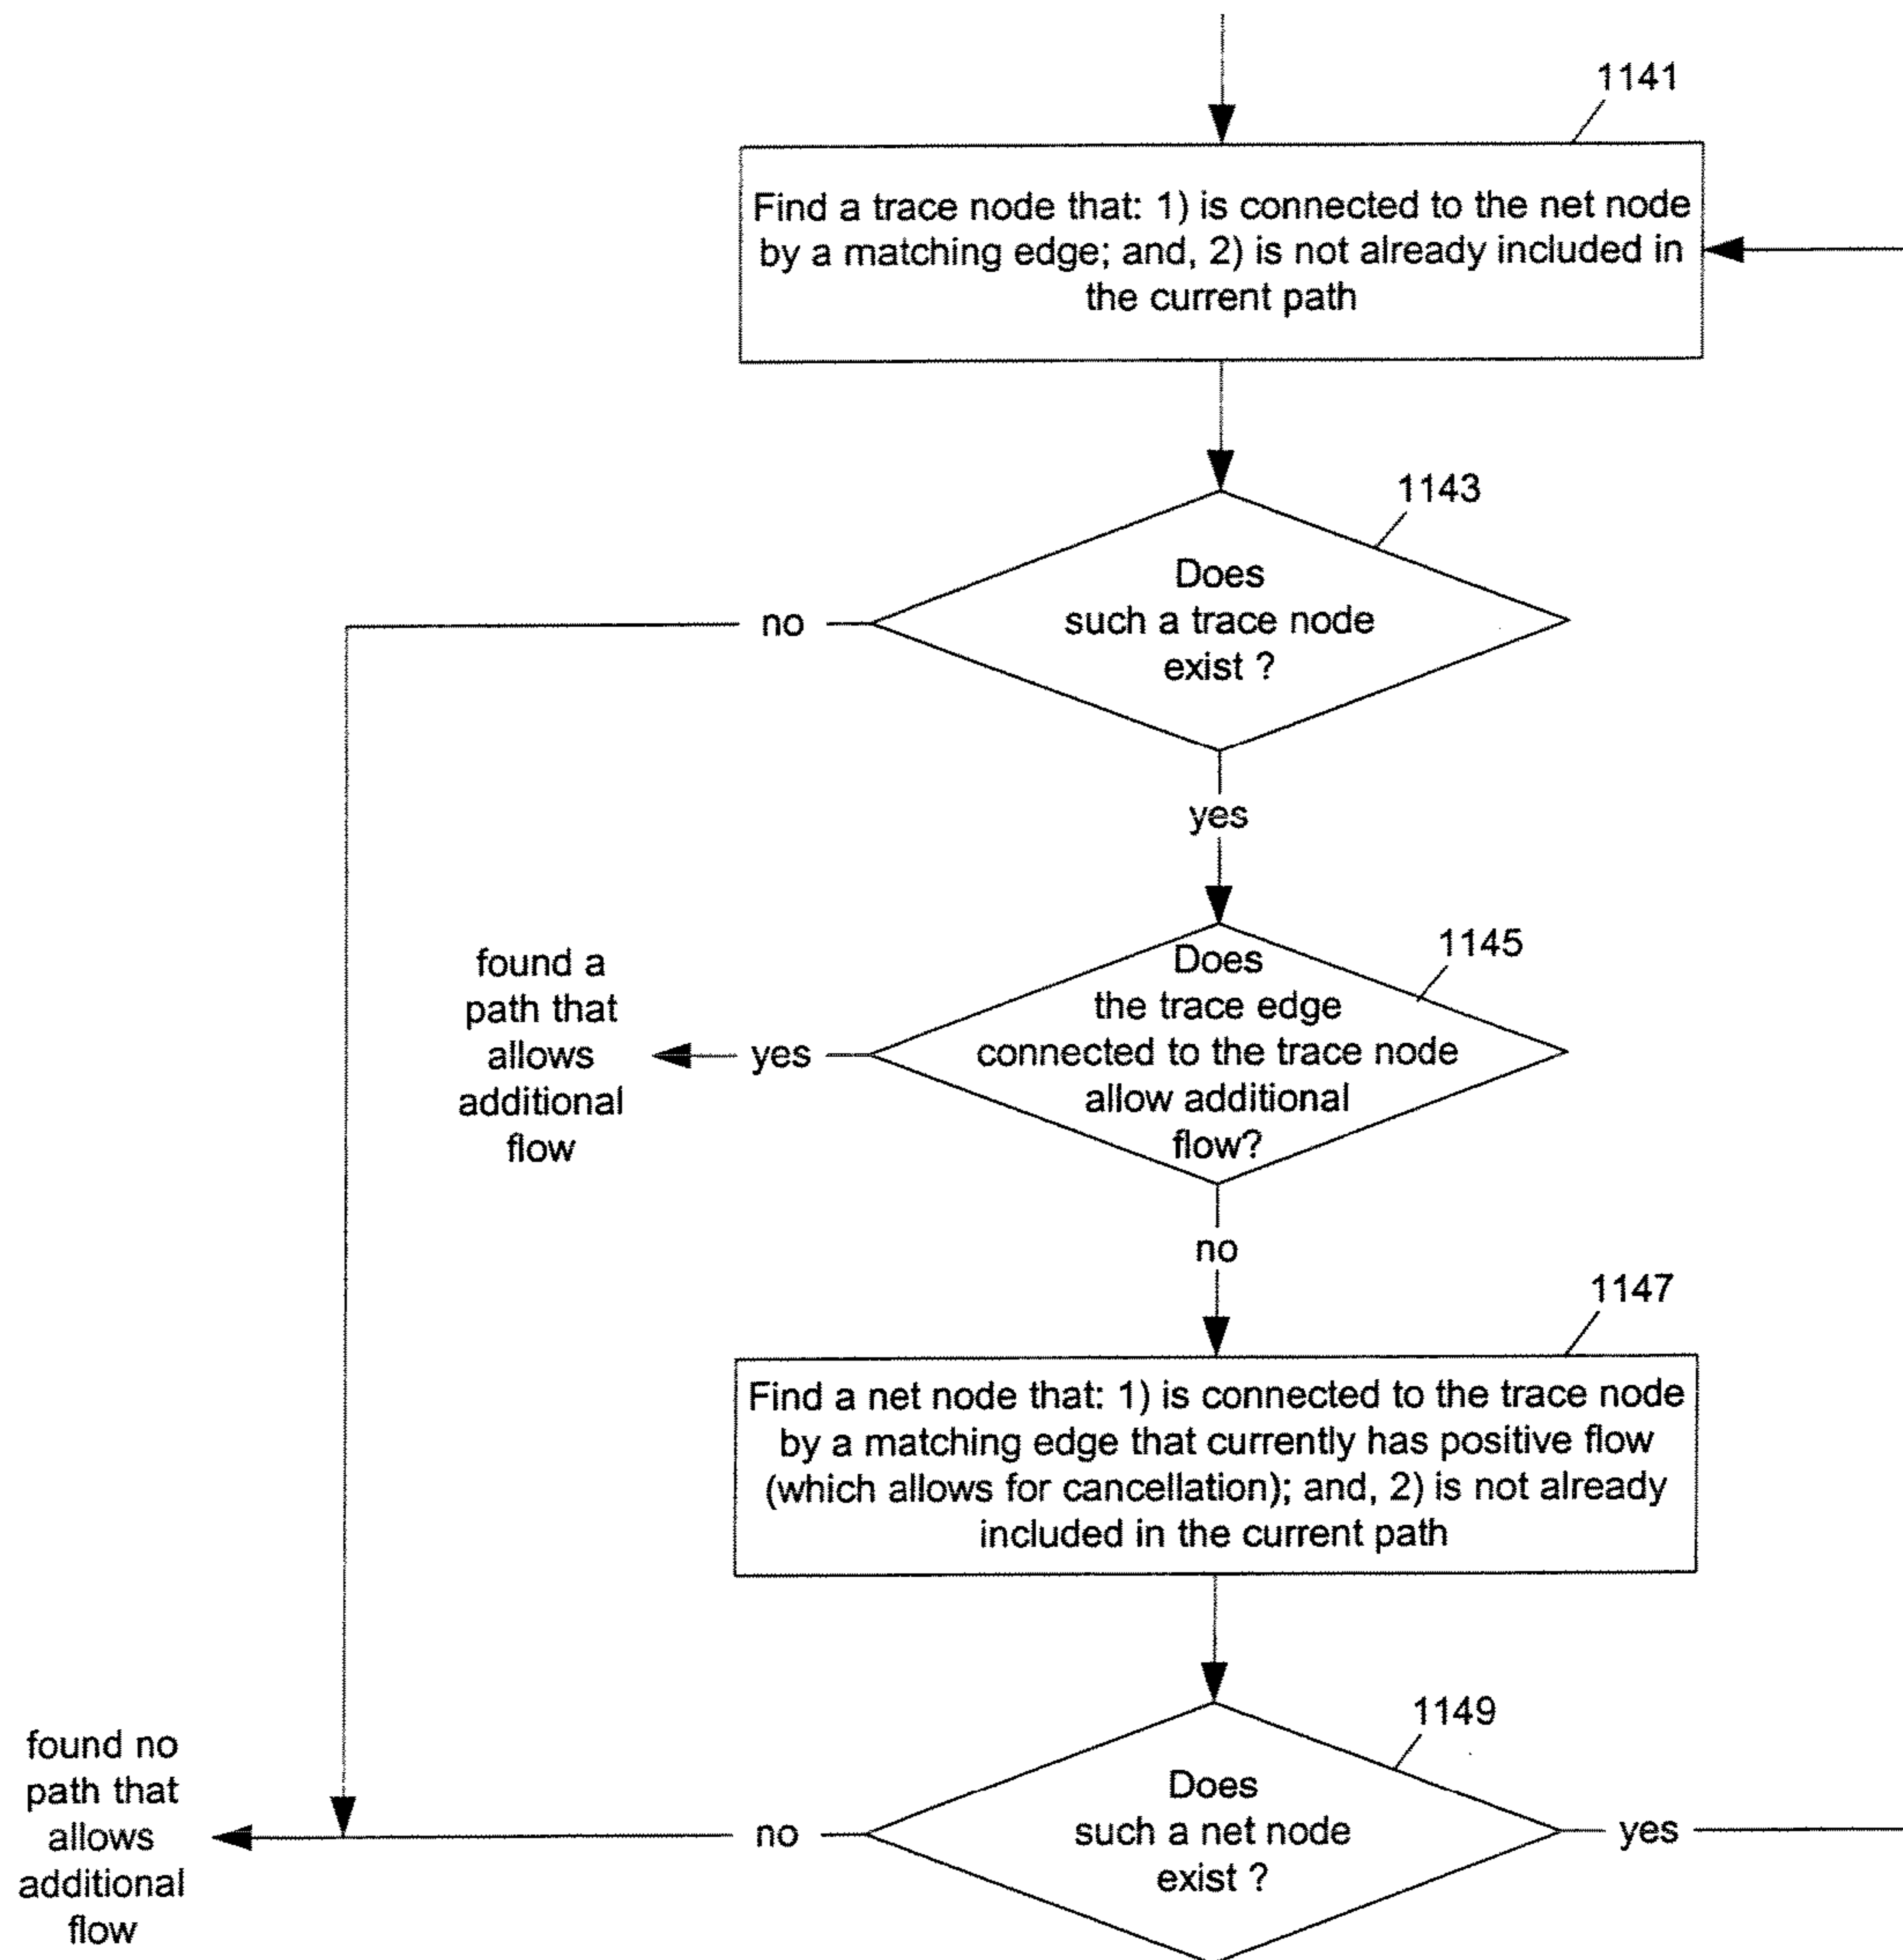 1141
Find a trace node that: 1) is connected to the net node
by a matching edge; and, 2) is not already included in
the current path
1143
Does
such a trace node
exist ?
no
yes
1145
Does
the trace edge
connected to the trace node
allow additional
flow?
yes
found a
path that
allows
additional
flow
no
1147
Find a net node that: 1) is connected to the trace node
by a matching edge that currently has positive flow
(which allows for cancellation); and, 2) is not already
included in the current path
1149
Does
such a net node
exist ?
no
yes
found no
path that
allows
additional
flow